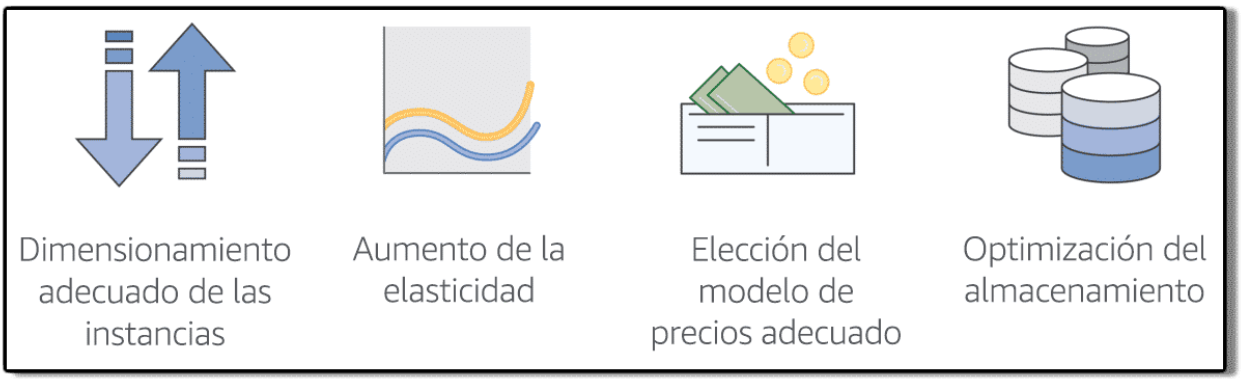 Dimensionamiento
adecuado de las
instancias
Aumento de la
elasticidad
Elección del
modelo de
precios adecuado
Optimización del
almacenamiento